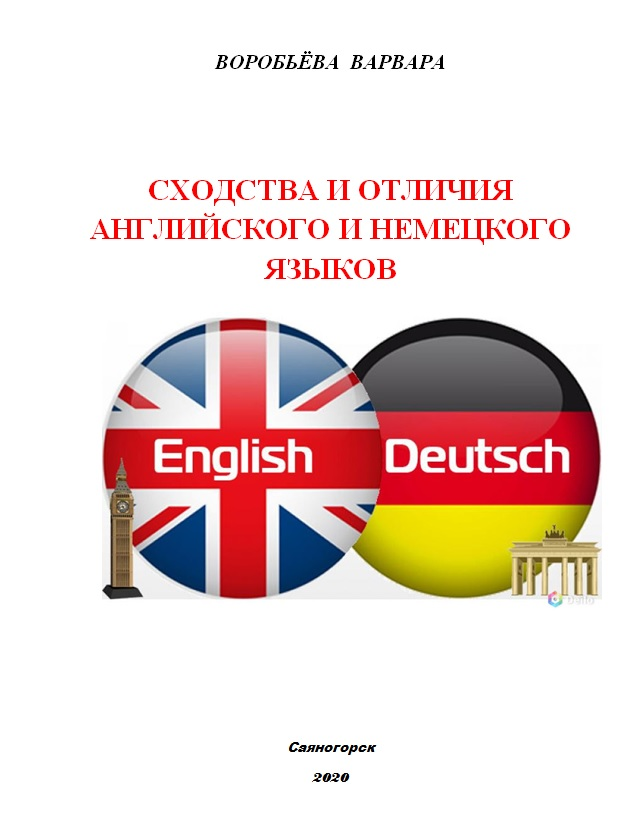 ВОРОБЬЁВА ВАРВАРА
СХОДСТВА И ОТЛИЧИЯ
АНГЛИЙСКОГО И НЕМЕЦКОГО
ЯЗЫКОВ
English
Deutsch
Саяногорск
2020